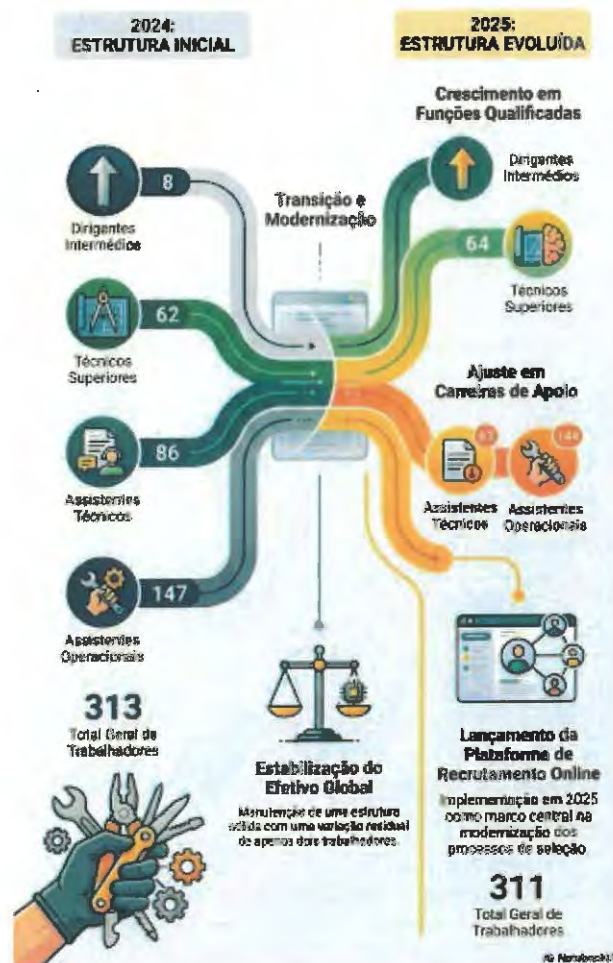 2024:
ESTRUTURA INICIAL
8
Dirigentes
Intermédios
62
Técnicos
Superiores
86
Assistentes
Técnicos
147
Assistentes
Operacionais
313
Total Geral de
Trabalhadores
Transição e
Modernização
Estabilização do
Efetivo Global
Manutenção de uma estrutura
sólida com uma variação residual
de apenas dois trabalhadores.
2025:
ESTRUTURA EVOLUÍDA
Crescimento em
Funções Qualificadas
Dirigentes
Intermédios
64
Técnicos
Superiores
Ajuste em
Carreiras de Apoio
Assistentes
Técnicos
Assistentes
Operacionais
Lançamento da
Plataforma de
Recrutamento Online
Implementação em 2025
como marco central na
modernização dos
processos de seleção
311
Total Geral de
Trabalhadores